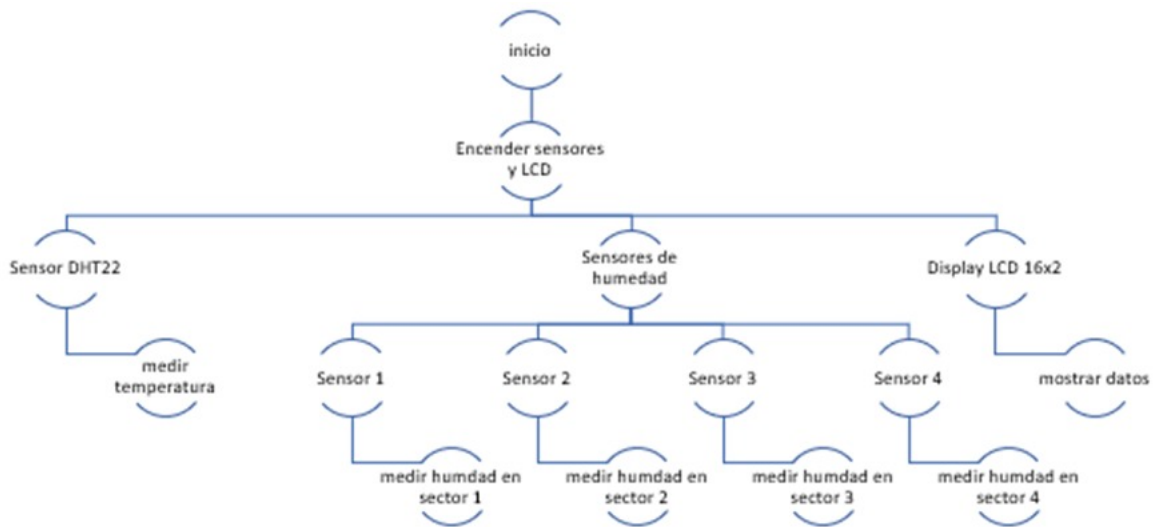 inicio
Encender sensores
y LCD
Sensor DHT22
Sensores de
humedad
Display LCD 16x2
medir
temperatura
Sensor 1
Sensor 2
Sensor 3
Sensor 4
mostrar datos
medir humdad en
sector 1
medir humdad en
sector 2
medir humdad en
sector 3
medir humdad en
sector 4